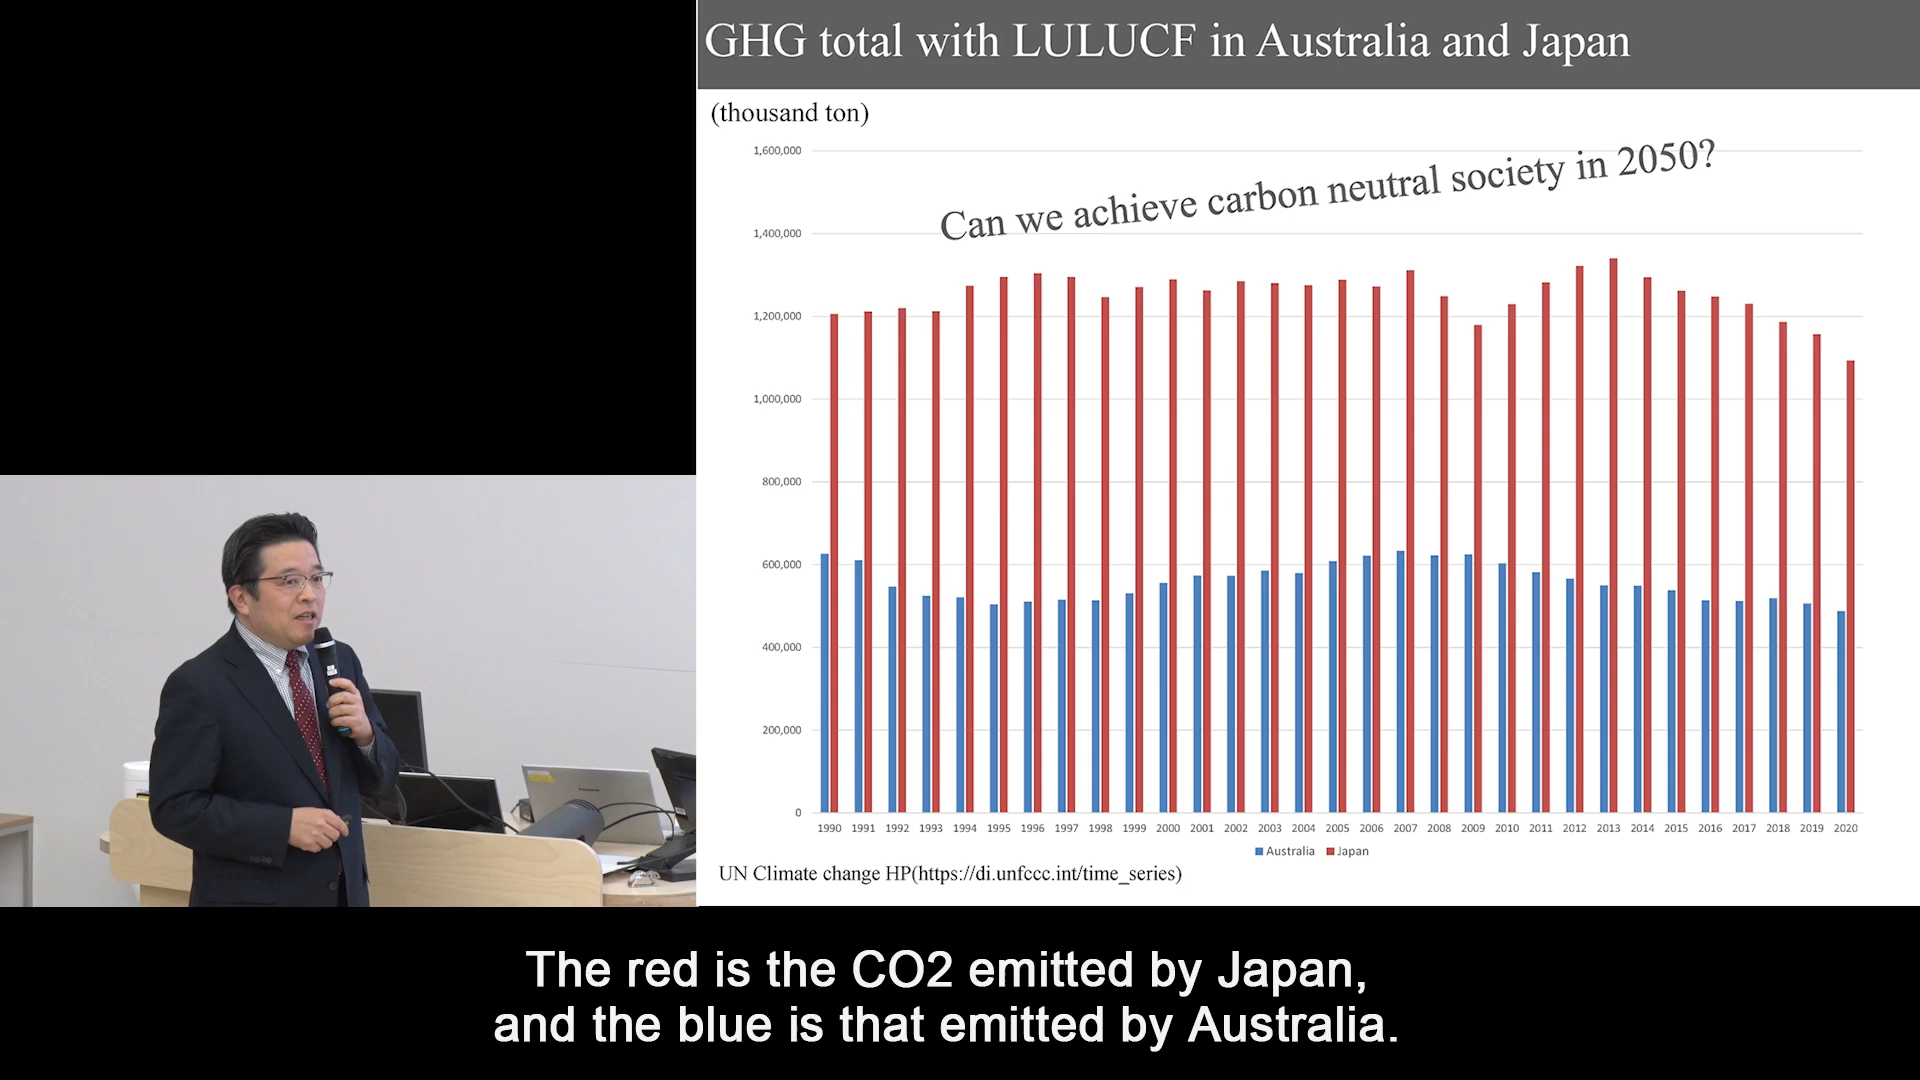 GHG total with LULUCF in Australia and Japan
(thousand ton)
Can we achieve carbon neutral society in 2050?
1,600,000
1,400,000
1,200,000
1,000,000
800,000
600,000
400,000
200,000
0
1990 1991 1992 1993 1994 1995 1996 1997 1998 1999 2000 2001 2002 2003 2004 2005 2006 2007 2008 2009 2010 2011 2012 2013 2014 2015 2016 2017 2018 2019 2020
Australia Japan
UN Climate change HP(https://di.unfccc.int/time_series)
The red is the CO2 emitted by Japan,
and the blue is that emitted by Australia.